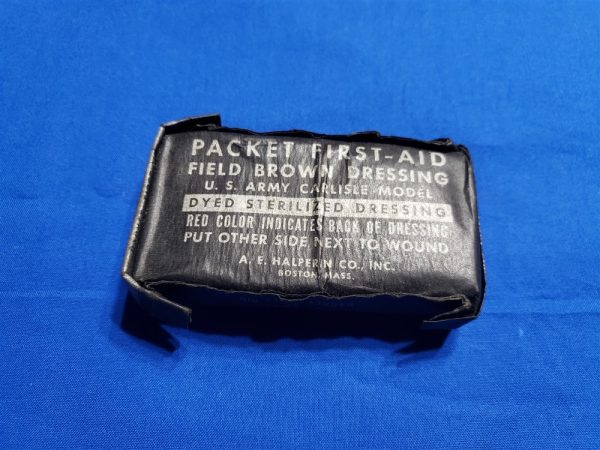 PACKET FIRST-AID
FIELD BROWN DRESSING
U. S. ARMY CARLISLE MODEL
DYED STERILIZED DRESSING
RED COLOR INDICATES BACK OF DRESSING
PUT OTHER SIDE NEXT TO WOUND
A. E. HALPERIN CO., INC.
BOSTON, MASS.